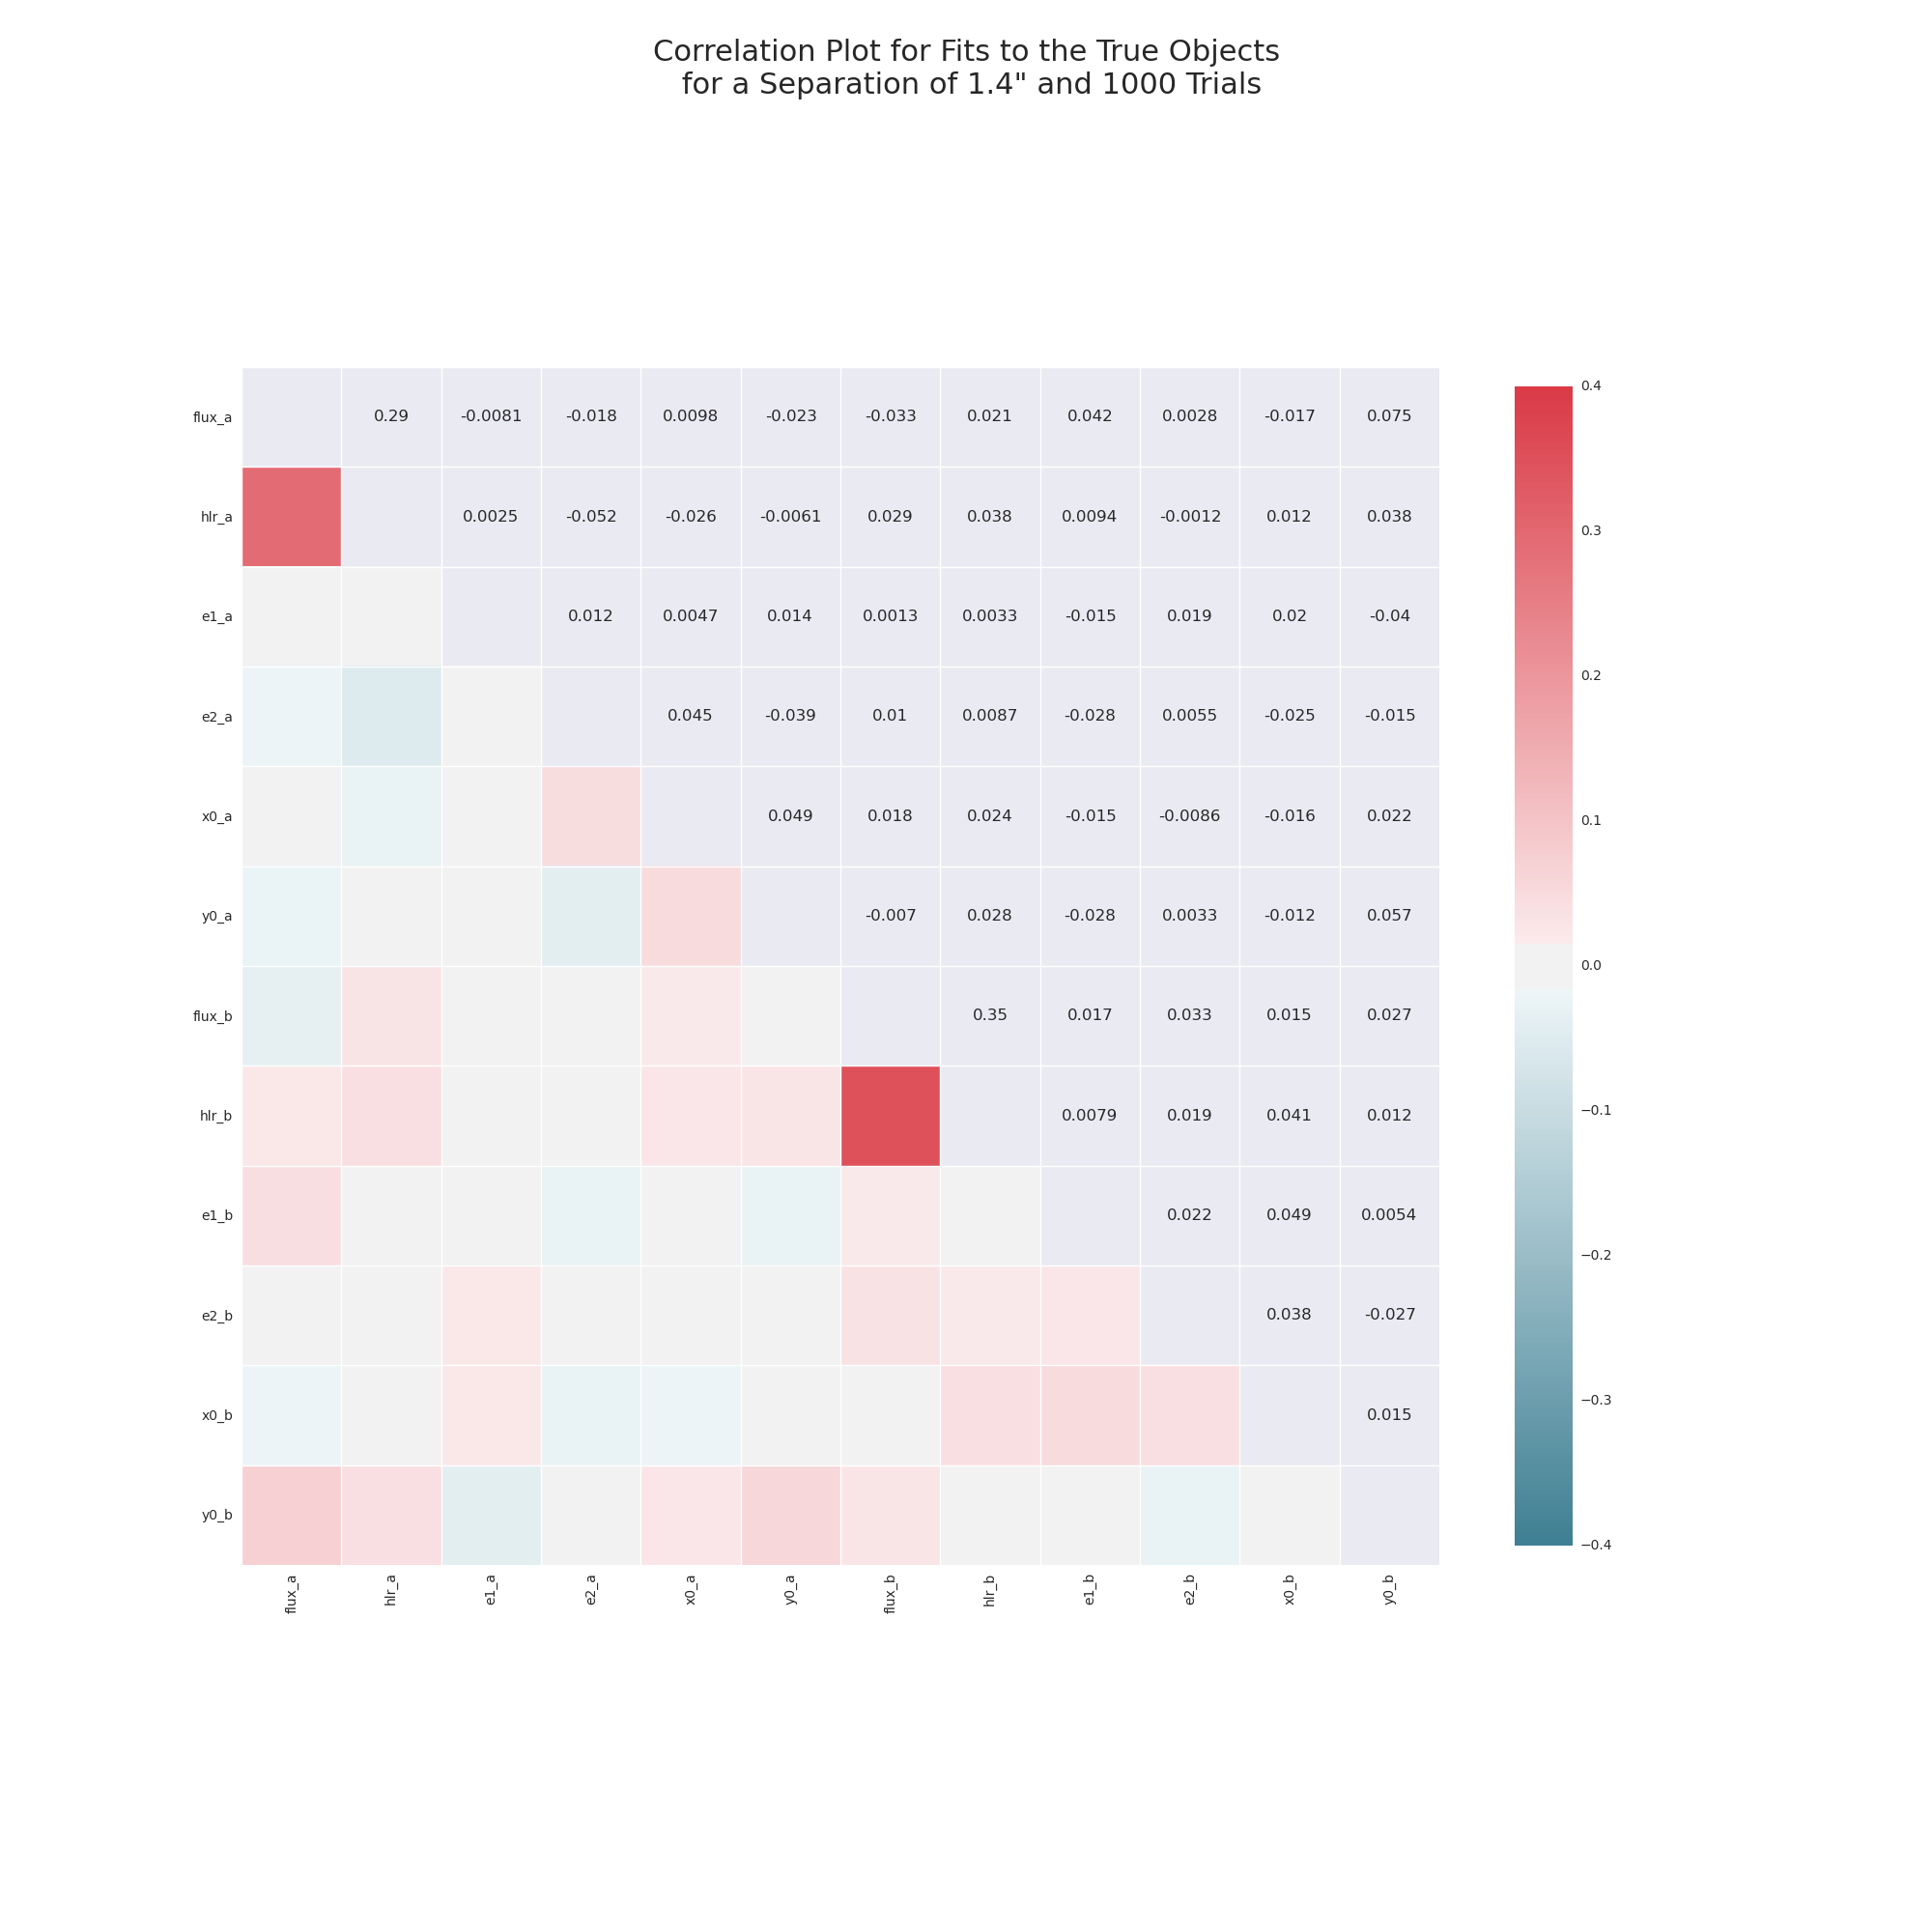 Correlation Plot for Fits to the True Objects
for a Separation of 1.4" and 1000 Trials
flux_a 0.29 -0.0081 -0.018 0.0098 -0.023 -0.033 0.021 0.042 0.0028 -0.017 0.075
hlr_a 0.0025 -0.052 -0.026 -0.0061 0.029 0.038 0.0094 -0.0012 0.012 0.038
e1_a 0.012 0.0047 0.014 0.0013 0.0033 -0.015 0.019 0.02 -0.04
e2_a 0.045 -0.039 0.01 0.0087 -0.028 0.0055 -0.025 -0.015
x0_a 0.049 0.018 0.024 -0.015 -0.0086 -0.016 0.022
y0_a -0.007 0.028 -0.028 0.0033 -0.012 0.057
flux_b 0.35 0.017 0.033 0.015 0.027
hlr_b 0.0079 0.019 0.041 0.012
e1_b 0.022 0.049 0.0054
e2_b 0.038 -0.027
x0_b 0.015
y0_b
flux_a hlr_a e1_a e2_a x0_a y0_a flux_b hlr_b e1_b e2_b x0_b y0_b
0.4
0.3
0.2
0.1
0.0
−0.1
−0.2
−0.3
−0.4